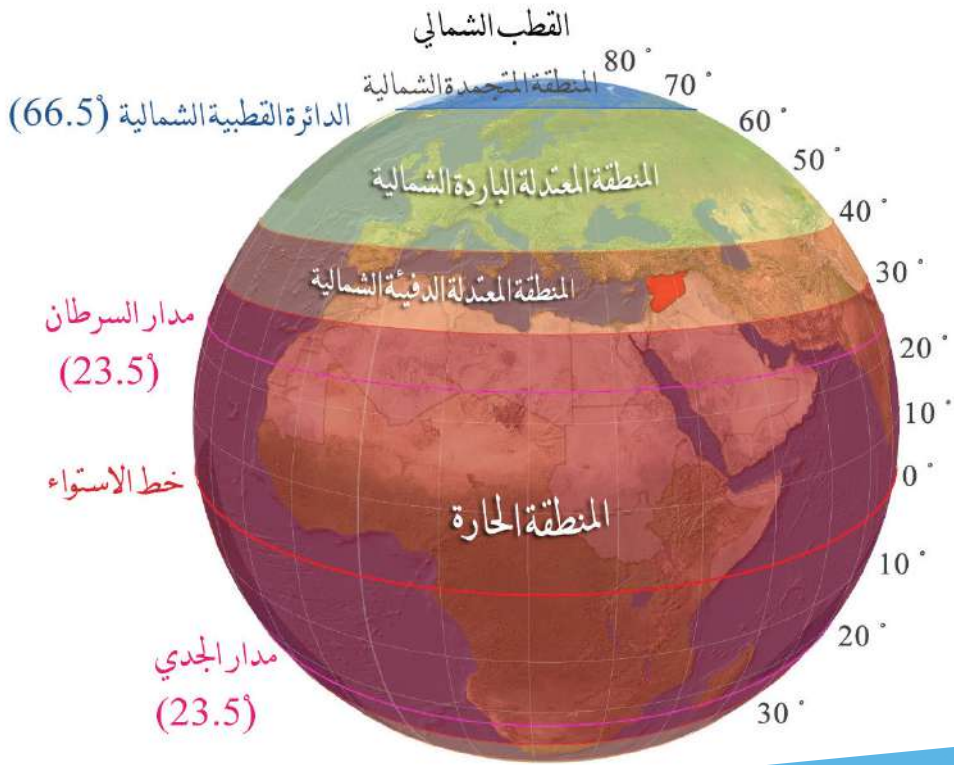 القطب الشمالي
80°
المنطقة المتجمدة الشمالية
70°
الدائرة القطبية الشمالية (66.5°)
60°
50°
المنطقة المعتدلة الباردة الشمالية
40°
30°
المنطقة المعتدلة الدفيئة الشمالية
مدار السرطان
(23.5°)
20°
10°
خط الاستواء
0°
المنطقة الحارة
10°
20°
مدار الجدي
(23.5°)
30°